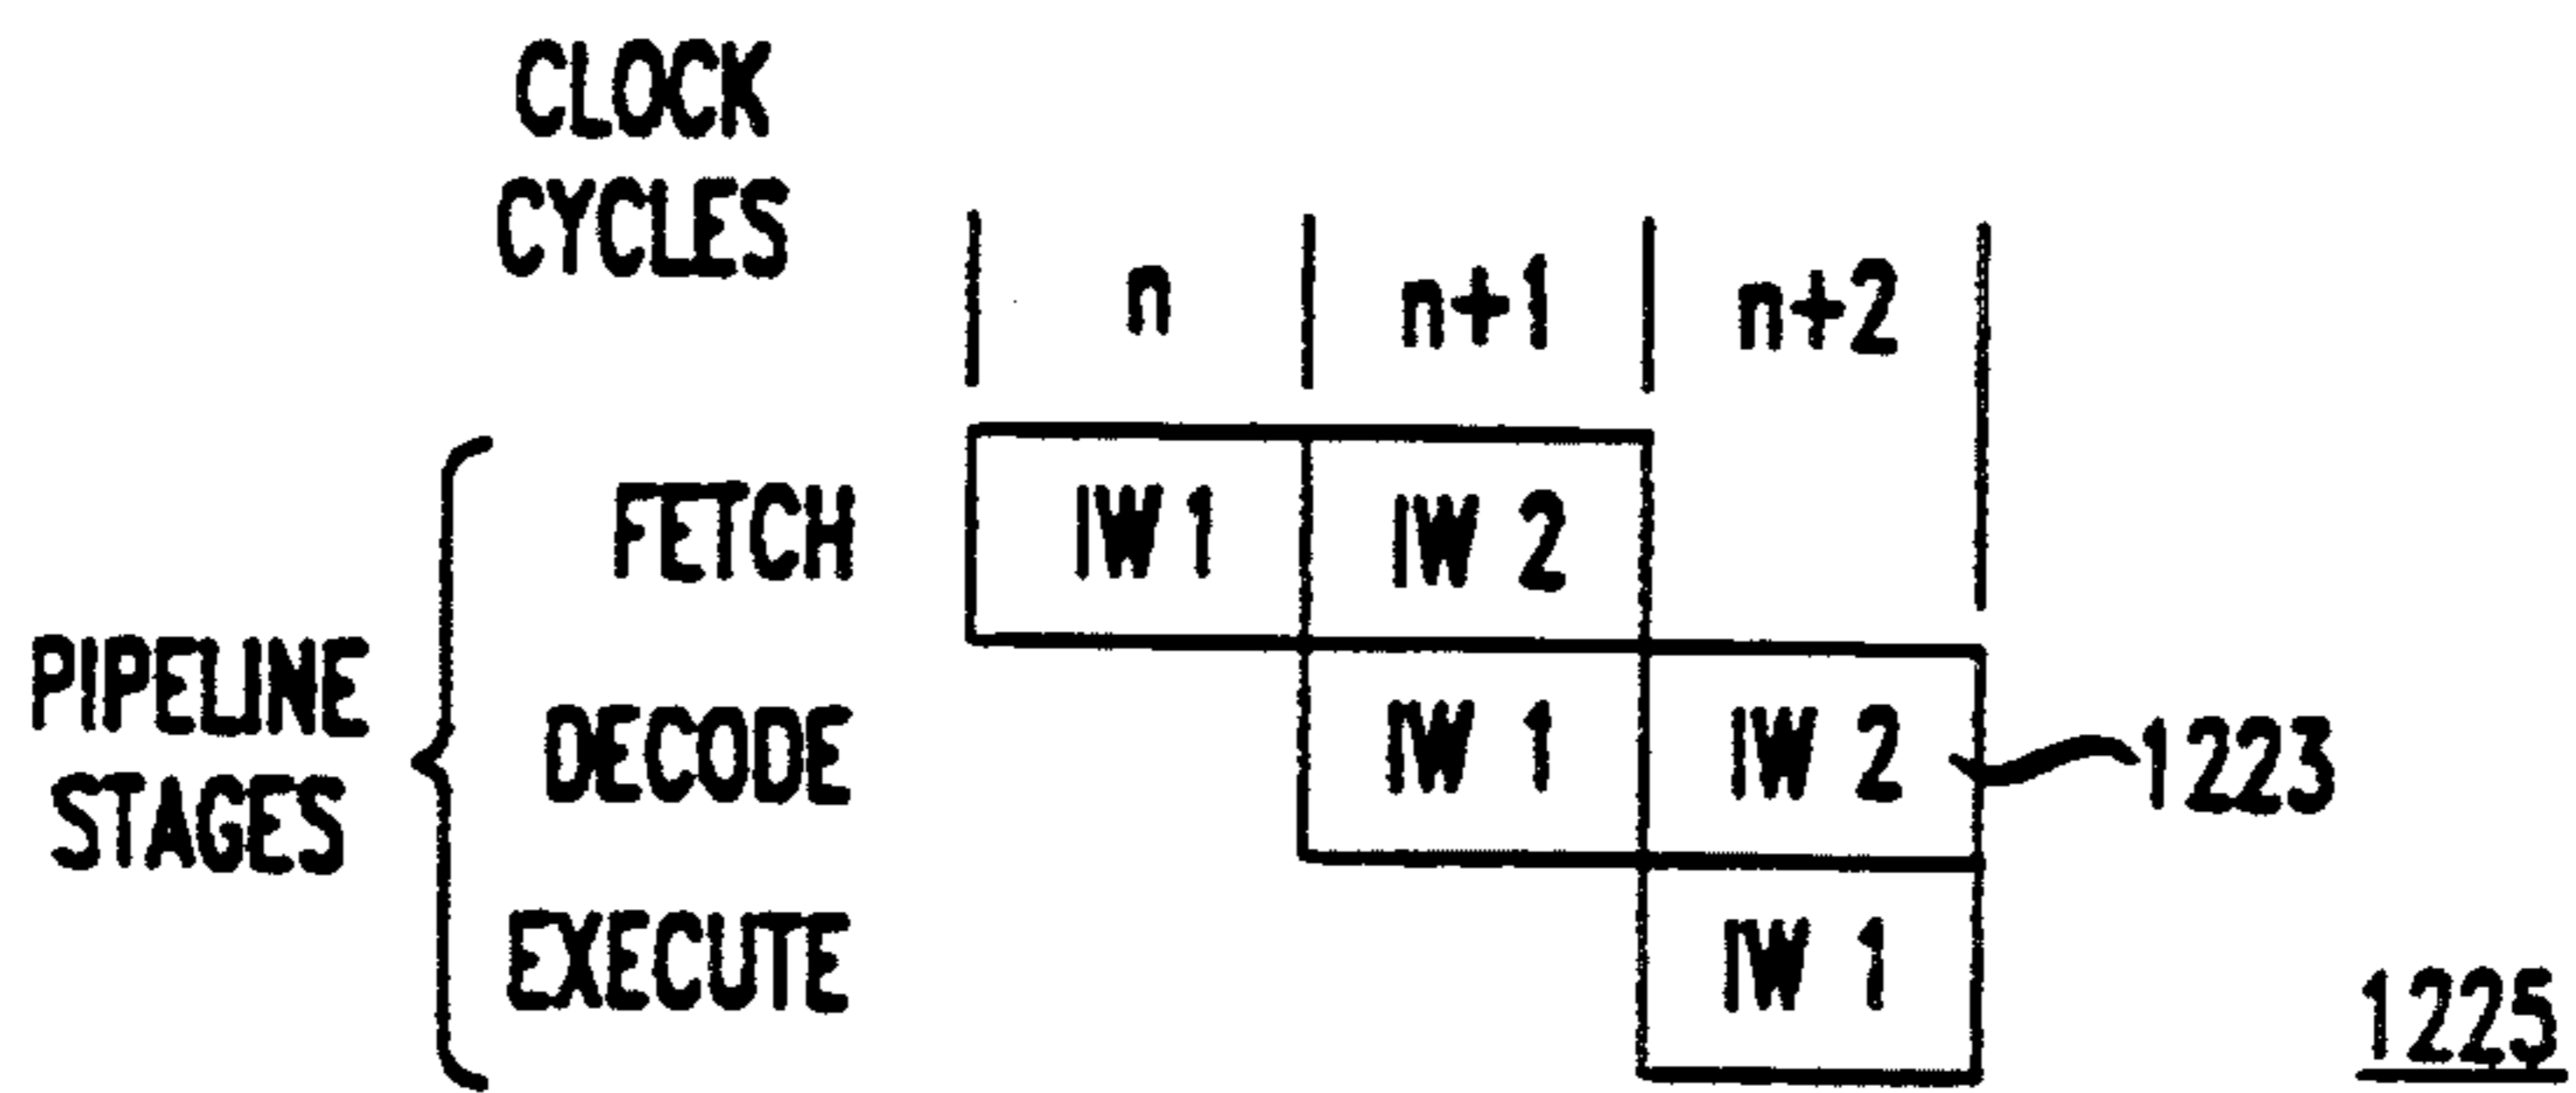 CLOCK
CYCLES
n n+1 n+2
FETCH IW 1 IW 2
PIPELINE
STAGES
DECODE IW 1 IW 2 1223
EXECUTE IW 1
1225